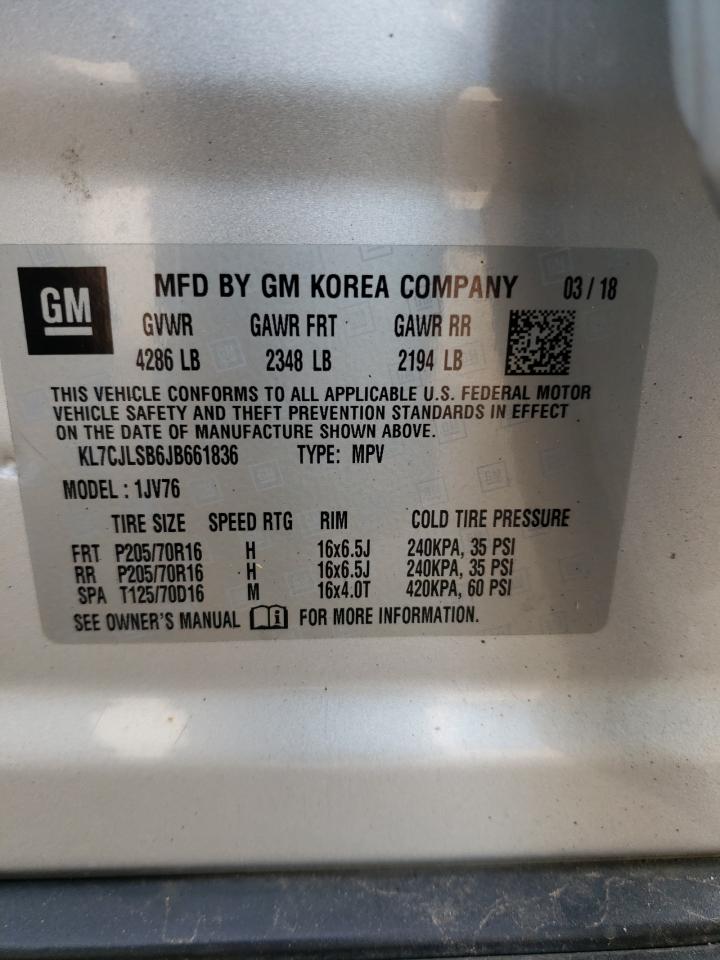 GM
MFD BY GM KOREA COMPANY 03 / 18
GVWR GAWR FRT GAWR RR
4286 LB 2348 LB 2194 LB
THIS VEHICLE CONFORMS TO ALL APPLICABLE U.S. FEDERAL MOTOR
VEHICLE SAFETY AND THEFT PREVENTION STANDARDS IN EFFECT
ON THE DATE OF MANUFACTURE SHOWN ABOVE.
KL7CJLSB6JB661836 TYPE: MPV
MODEL : 1JV76
TIRE SIZE SPEED RTG RIM COLD TIRE PRESSURE
FRT P205/70R16 H 16x6.5J 240KPA, 35 PSI
RR P205/70R16 H 16x6.5J 240KPA, 35 PSI
SPA T125/70D16 M 16x4.0T 420KPA, 60 PSI
SEE OWNER'S MANUAL FOR MORE INFORMATION.